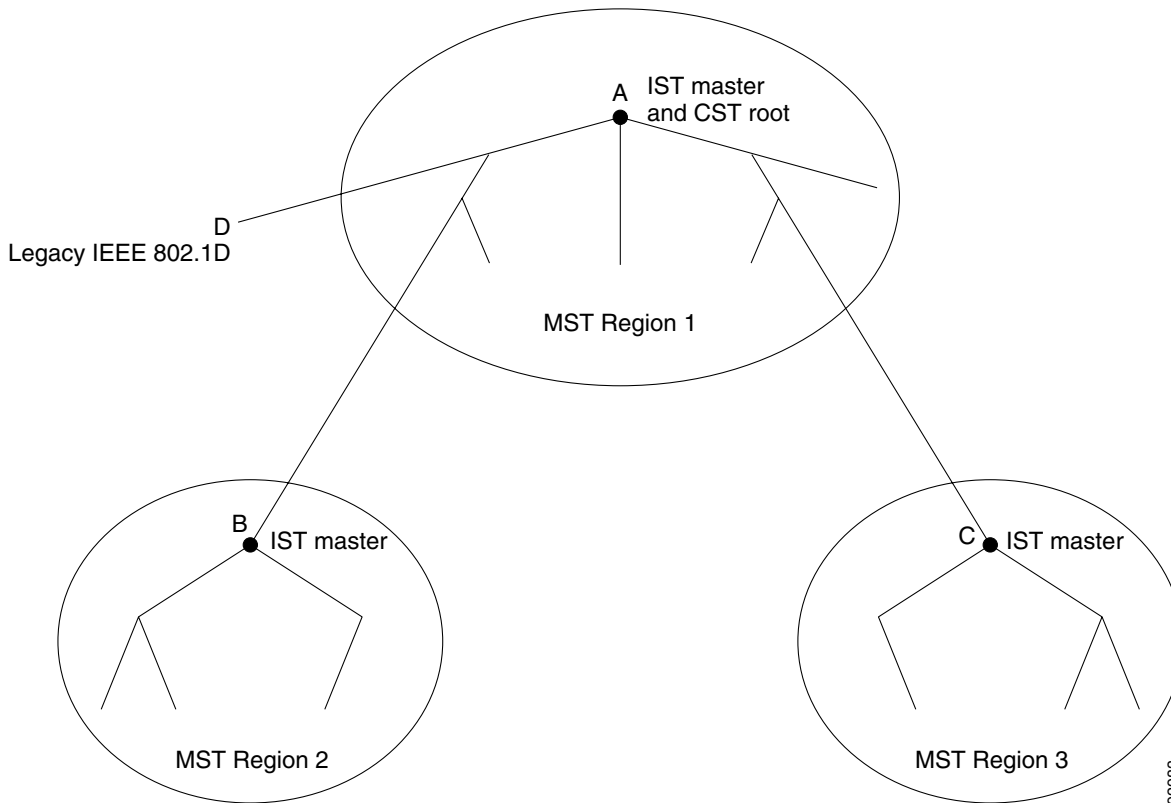 A
IST master
and CST root
D
Legacy IEEE 802.1D
MST Region 1
B
IST master
C
IST master
MST Region 2
MST Region 3